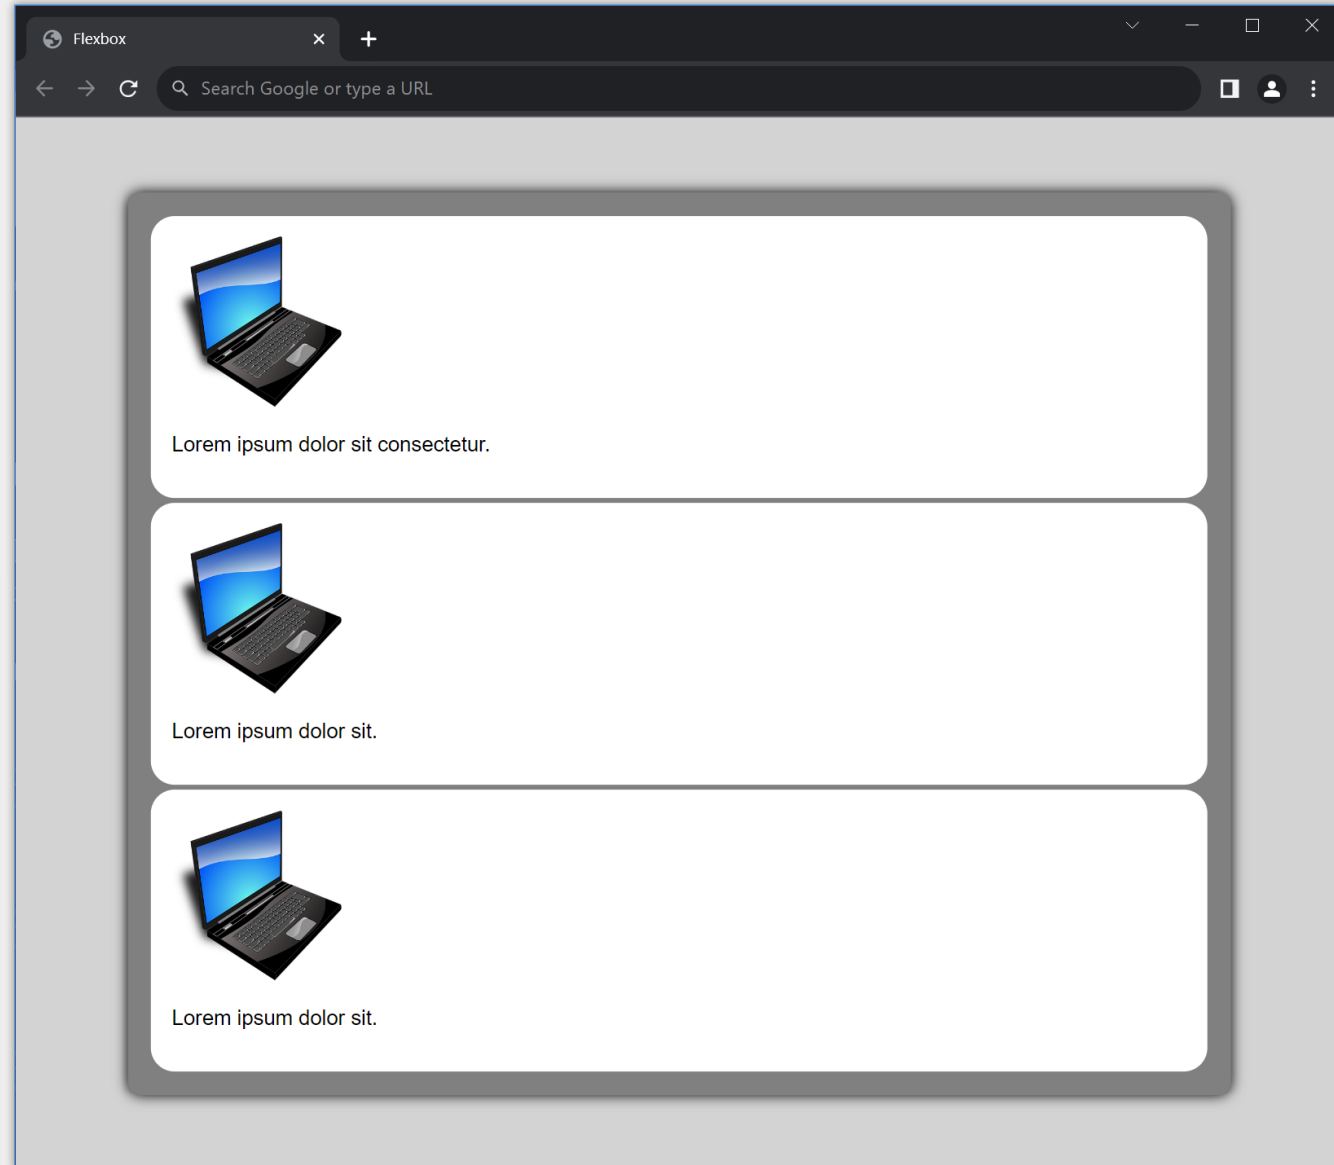 Flexbox
Search Google or type a URL
Lorem ipsum dolor sit consectetur.
Lorem ipsum dolor sit.
Lorem ipsum dolor sit.